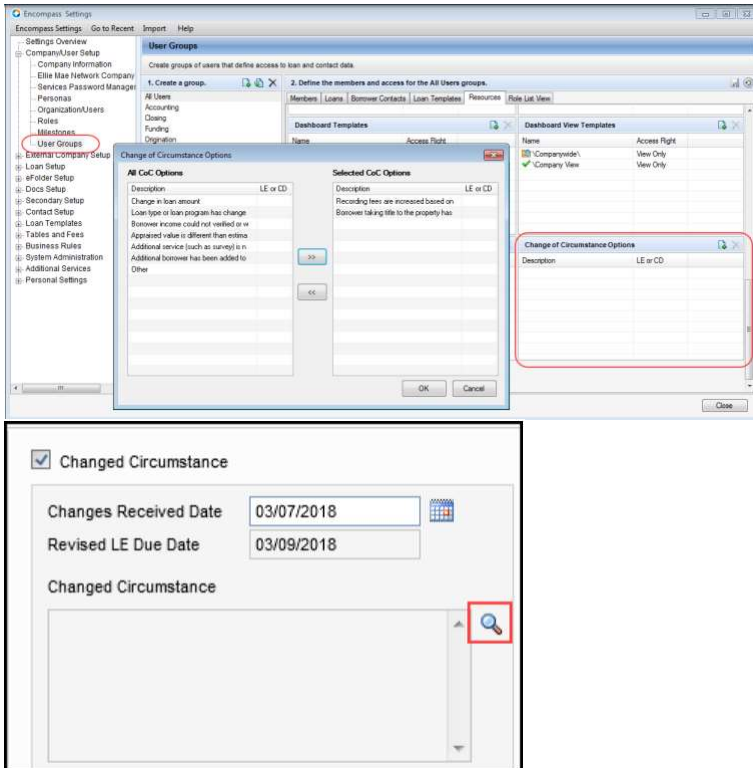 Encompass Settings
Encompass Settings Go to Recent Import Help
Settings Overview
Company/User Setup
Company Information
Ellie Mae Network Company
Services Password Manager
Personas
Organization/Users
Roles
Milestones
User Groups
External Company Setup
Loan Setup
eFolder Setup
Docs Setup
Secondary Setup
Contact Setup
Loan Templates
Tables and Fees
Business Rules
System Administration
Additional Services
Personal Settings
User Groups
Create groups of users that define access to loan and contact data.
1. Create a group.
All Users
Accounting
Closing
Funding
Origination
2. Define the members and access for the All Users groups.
Members Loans Borrower Contacts Loan Templates Resources Role List View
Dashboard Templates
Name Access Right
Dashboard View Templates
Name Access Right
\Companywide\ View Only
\Company View View Only
Change of Circumstance Options
Description LE or CD
Change of Circumstance Options
All CoC Options
Description LE or CD
Change in loan amount
Loan type or loan program has change
Borrower income could not verified or w
Appraised value is different than estima
Additional service (such as survey) is n
Additional borrower has been added to
Other
>>
<<
Selected CoC Options
Description LE or CD
Recording fees are increased based on
Borrower taking title to the property has
OK Cancel
Close
Changed Circumstance
Changes Received Date 03/07/2018
Revised LE Due Date 03/09/2018
Changed Circumstance